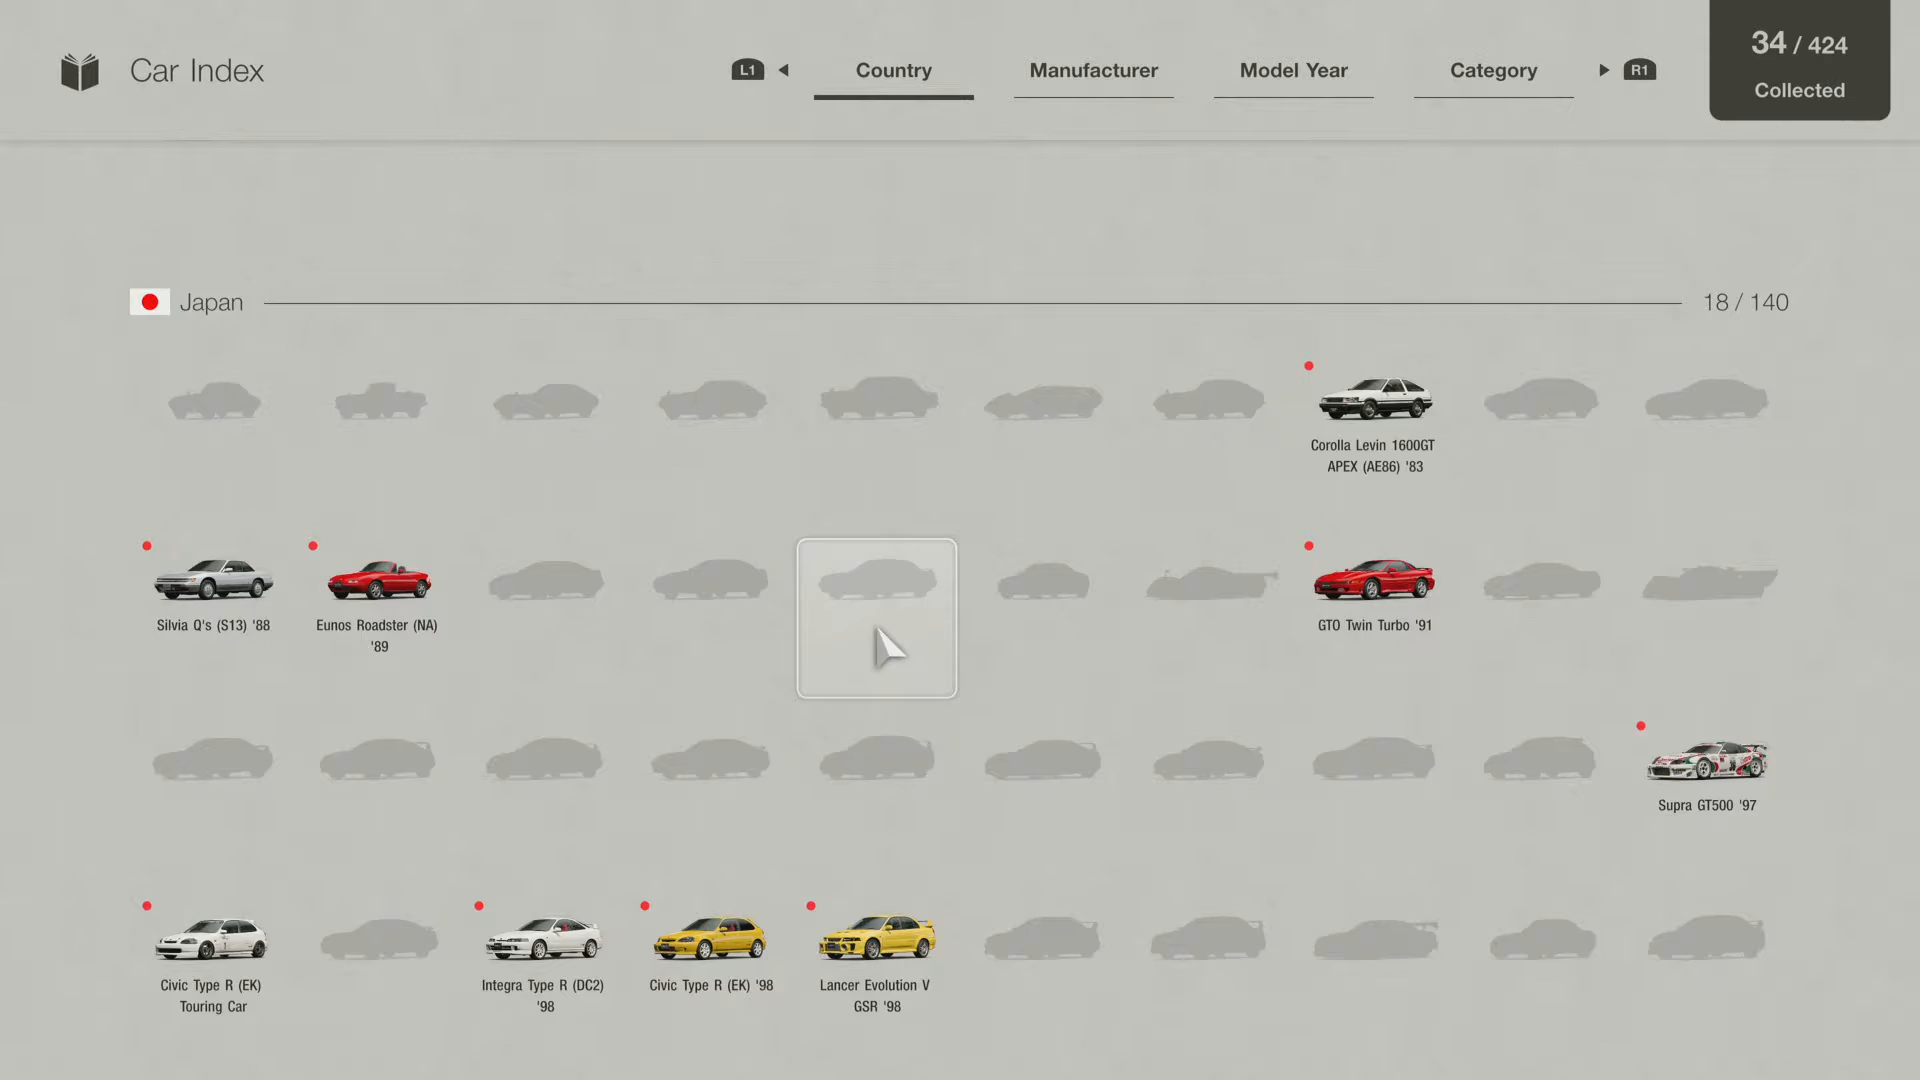 Car Index
L1
Country
Manufacturer
Model Year
Category
R1
34 / 424
Collected
Japan
18 / 140
Corolla Levin 1600GT
APEX (AE86) '83
Silvia Q's (S13) '88
Eunos Roadster (NA)
'89
GTO Twin Turbo '91
Supra GT500 '97
Civic Type R (EK)
Touring Car
Integra Type R (DC2)
'98
Civic Type R (EK) '98
Lancer Evolution V
GSR '98